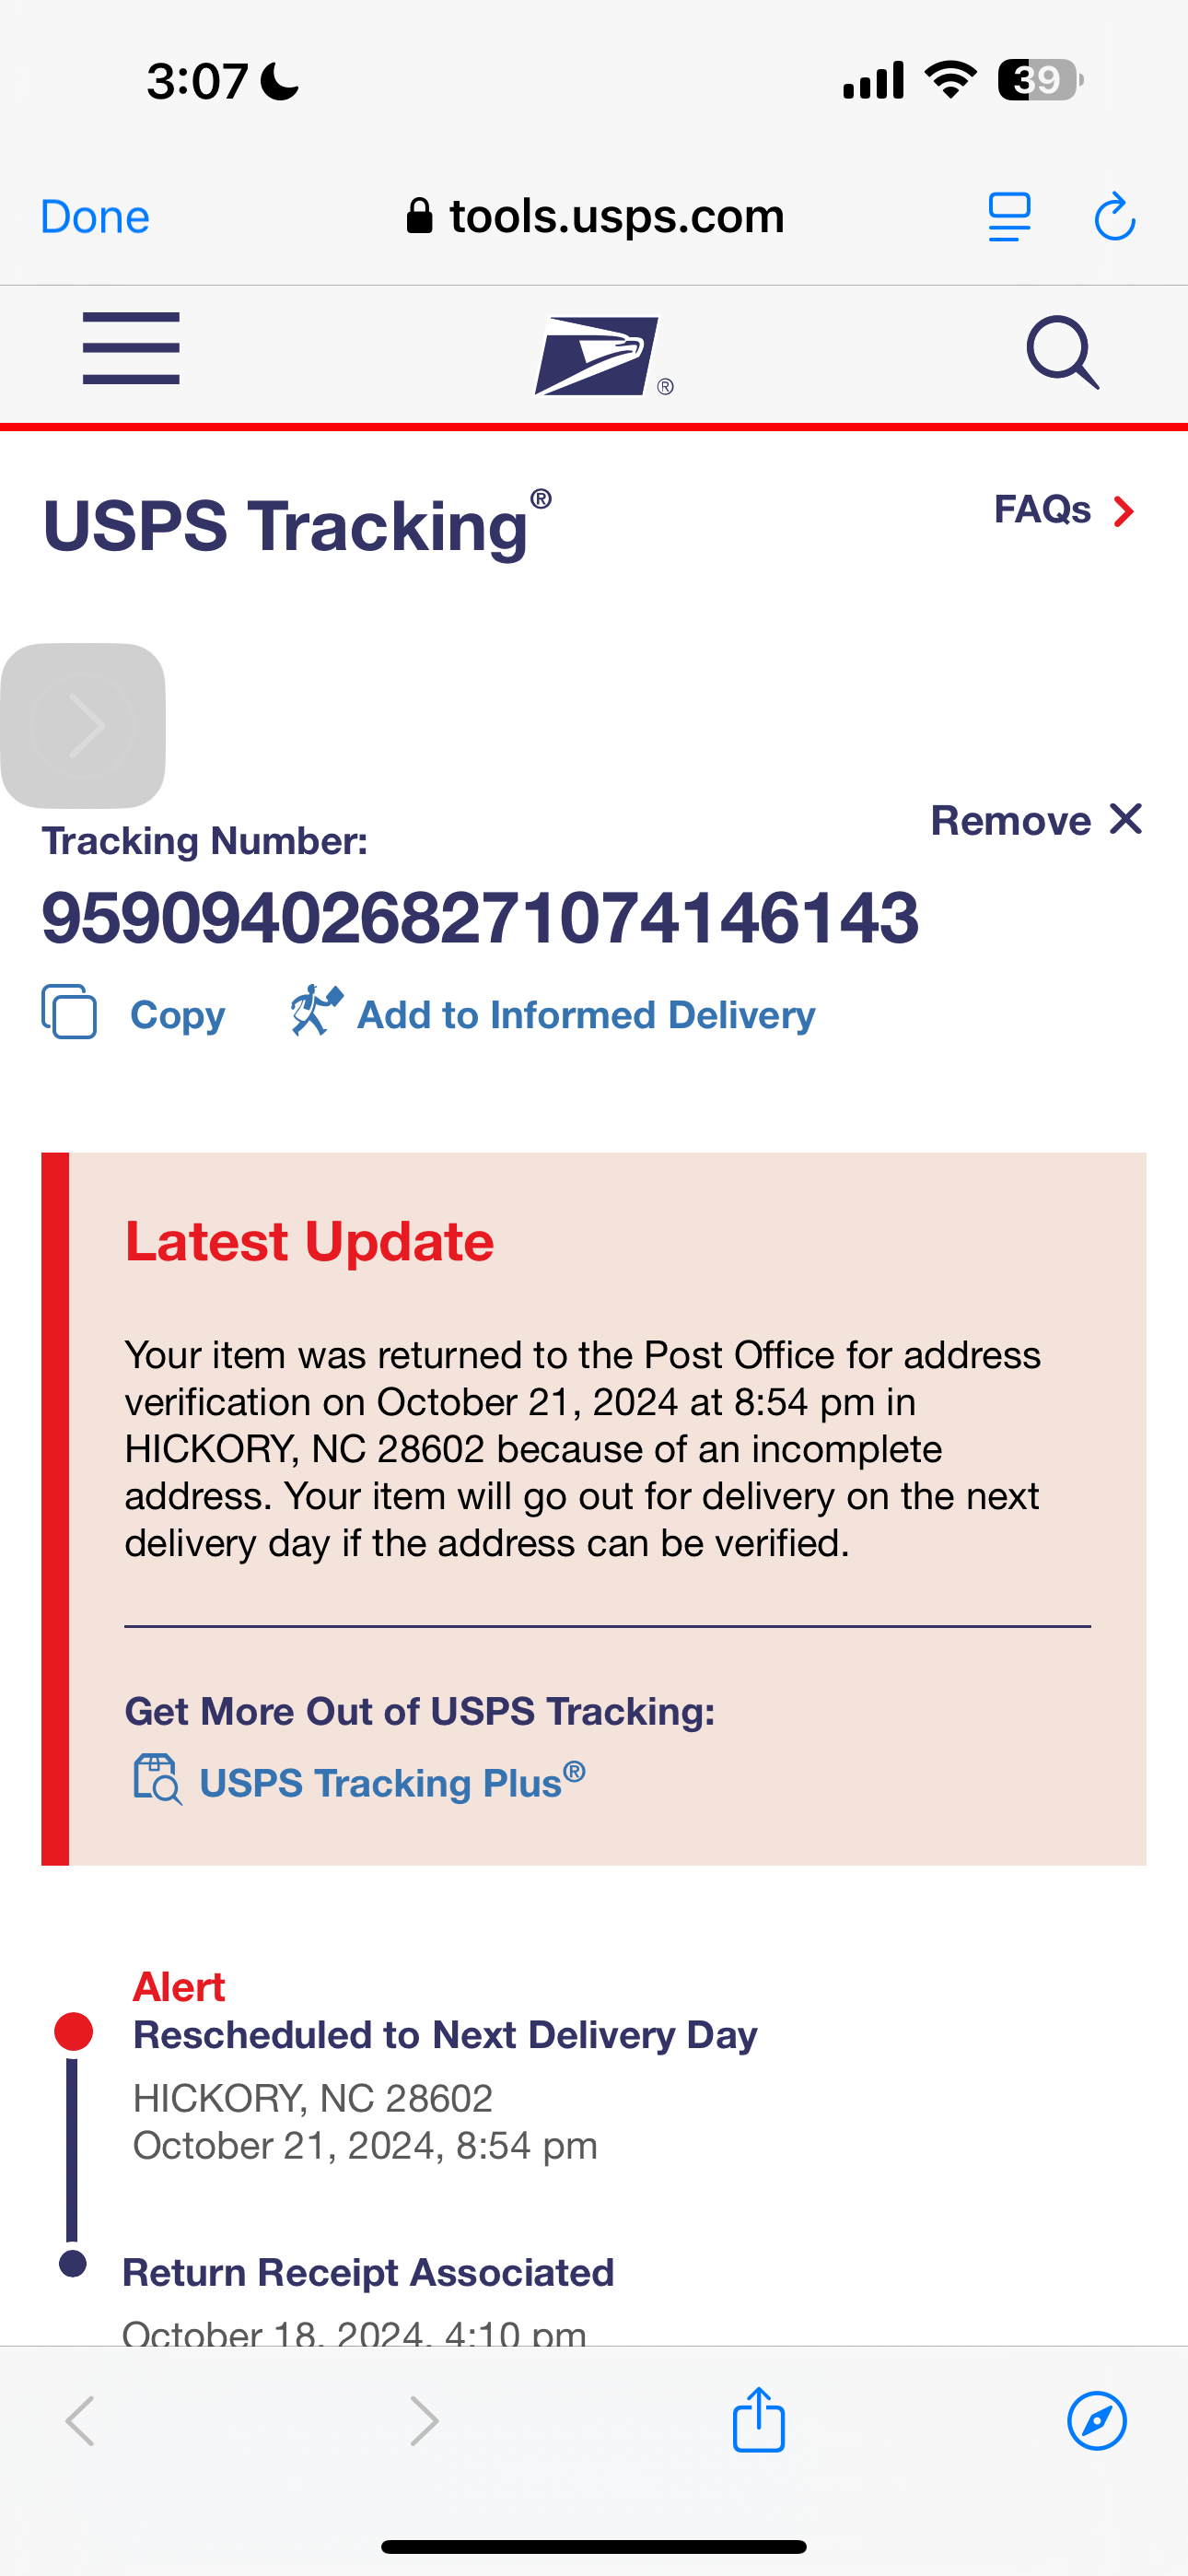 3:07
39
Done
tools.usps.com
®
USPS Tracking®
FAQs
Remove
Tracking Number:
9590940268271074146143
Copy
Add to Informed Delivery
Latest Update
Your item was returned to the Post Office for address
verification on October 21, 2024 at 8:54 pm in
HICKORY, NC 28602 because of an incomplete
address. Your item will go out for delivery on the next
delivery day if the address can be verified.
Get More Out of USPS Tracking:
USPS Tracking Plus®
Alert
Rescheduled to Next Delivery Day
HICKORY, NC 28602
October 21, 2024, 8:54 pm
Return Receipt Associated
October 18, 2024, 4:10 pm